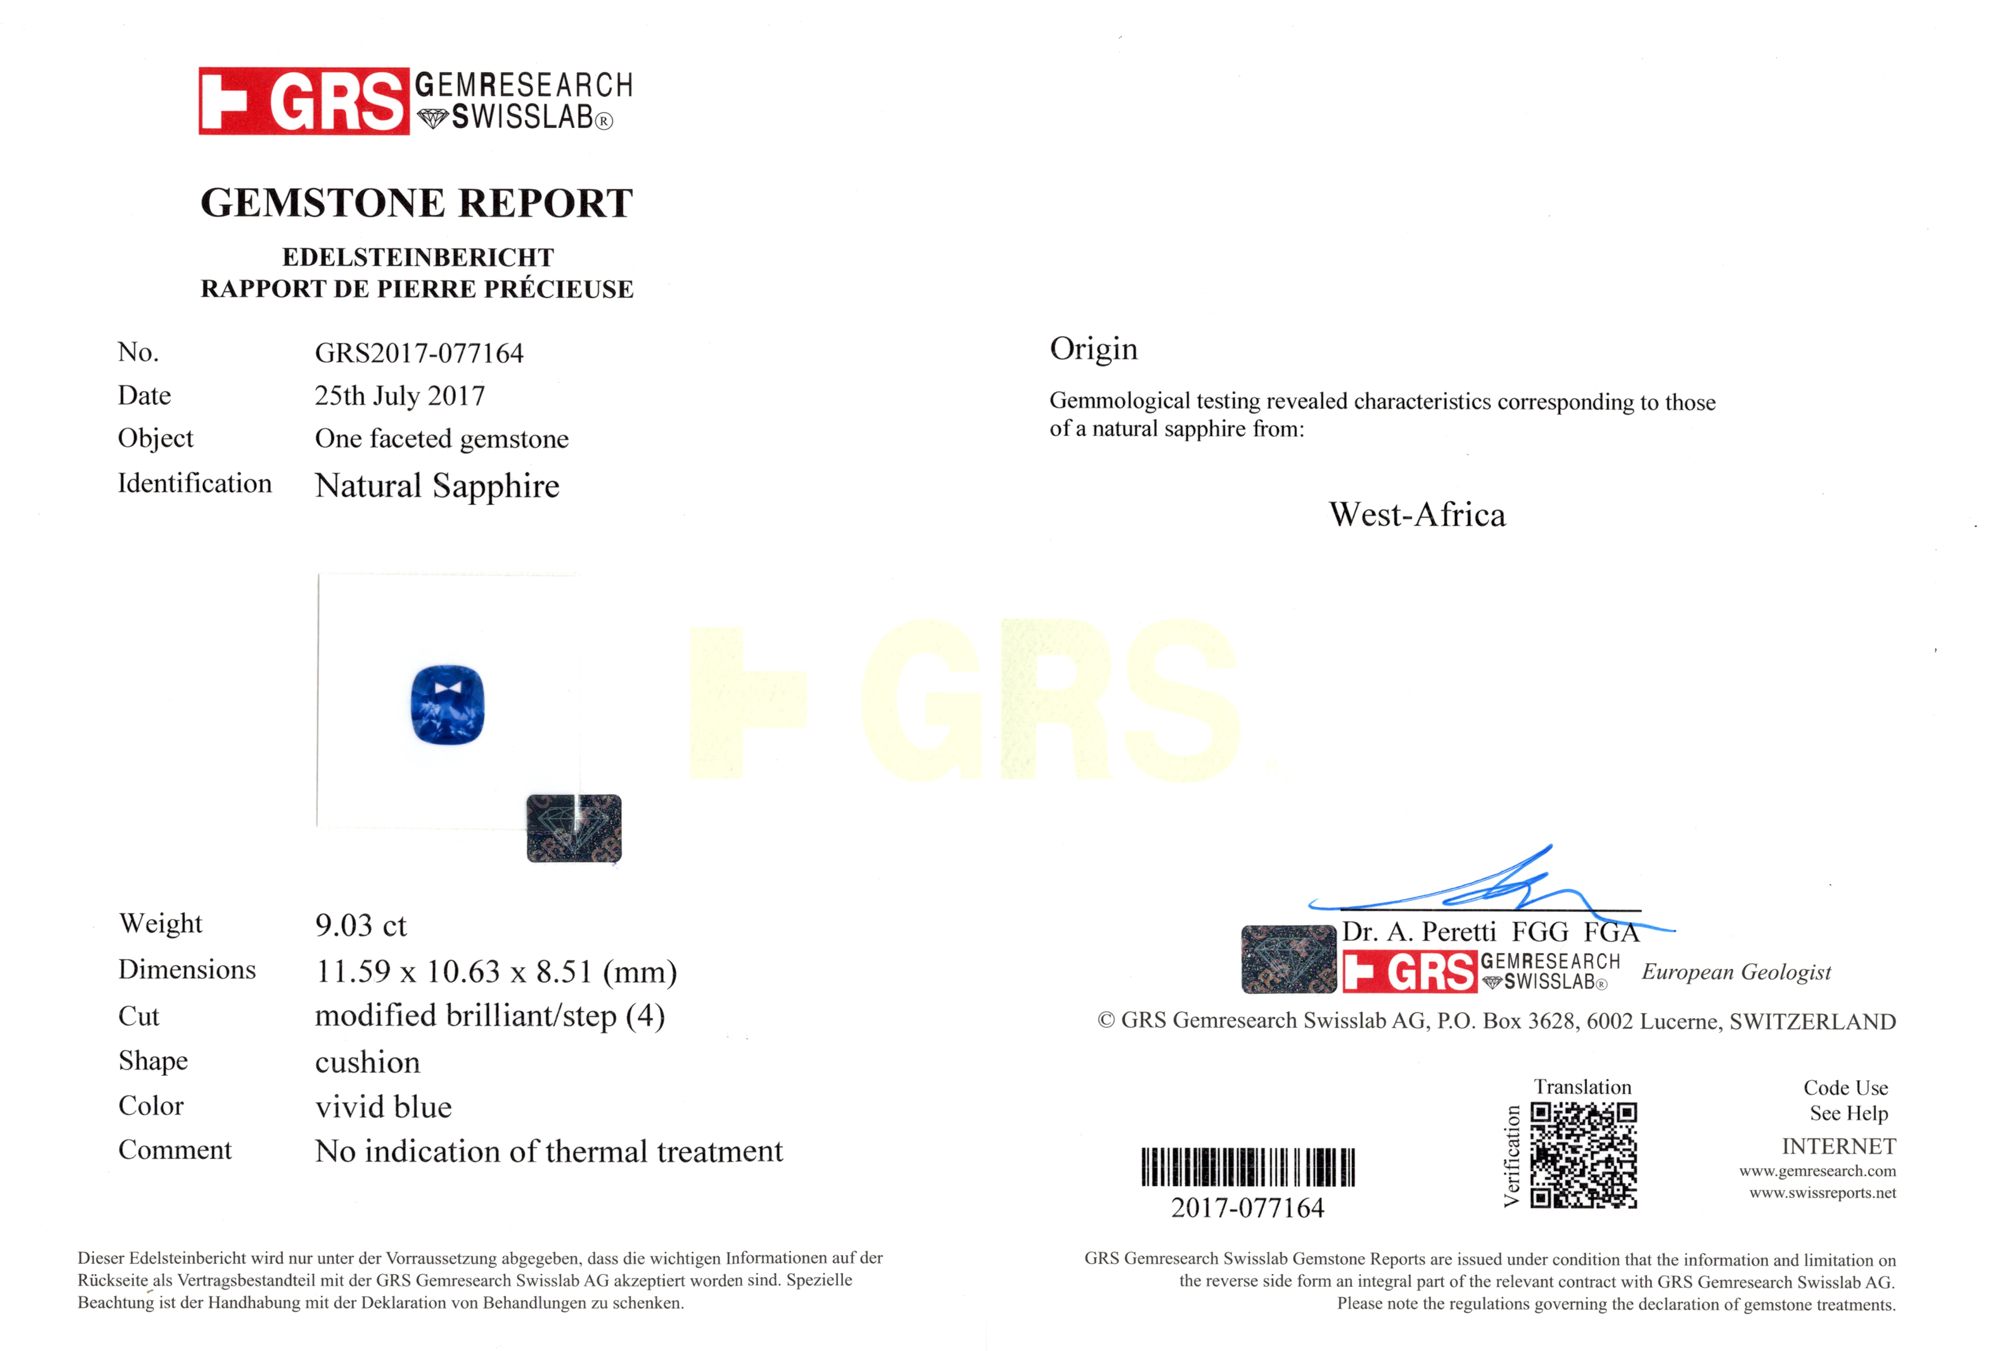 GRS GEMRESEARCH
SWISSLAB®
GEMSTONE REPORT
EDELSTEINBERICHT
RAPPORT DE PIERRE PRÉCIEUSE
No. GRS2017-077164
Date 25th July 2017
Object One faceted gemstone
Identification Natural Sapphire
Weight 9.03 ct
Dimensions 11.59 x 10.63 x 8.51 (mm)
Cut modified brilliant/step (4)
Shape cushion
Color vivid blue
Comment No indication of thermal treatment
Dieser Edelsteinbericht wird nur unter der Vorraussetzung abgegeben, dass die wichtigen Informationen auf der
Rückseite als Vertragsbestandteil mit der GRS Gemresearch Swisslab AG akzeptiert worden sind. Spezielle
Beachtung ist der Handhabung mit der Deklaration von Behandlungen zu schenken.
GRS
Origin
Gemmological testing revealed characteristics corresponding to those
of a natural sapphire from:
West-Africa
Dr. A. Peretti FGG FGA
GRS GEMRESEARCH
SWISSLAB®
European Geologist
© GRS Gemresearch Swisslab AG, P.O. Box 3628, 6002 Lucerne, SWITZERLAND
2017-077164
Translation
Verification
Code Use
See Help
INTERNET
www.gemresearch.com
www.swissreports.net
GRS Gemresearch Swisslab Gemstone Reports are issued under condition that the information and limitation on
the reverse side form an integral part of the relevant contract with GRS Gemresearch Swisslab AG.
Please note the regulations governing the declaration of gemstone treatments.